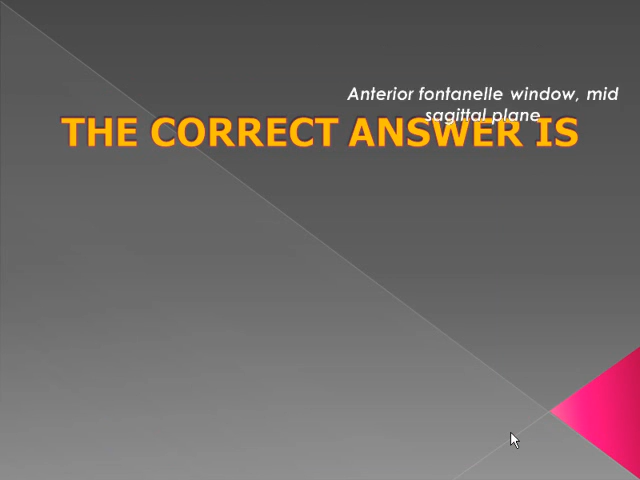 Anterior fontanelle window, mid
sagittal plane
THE CORRECT ANSWER IS